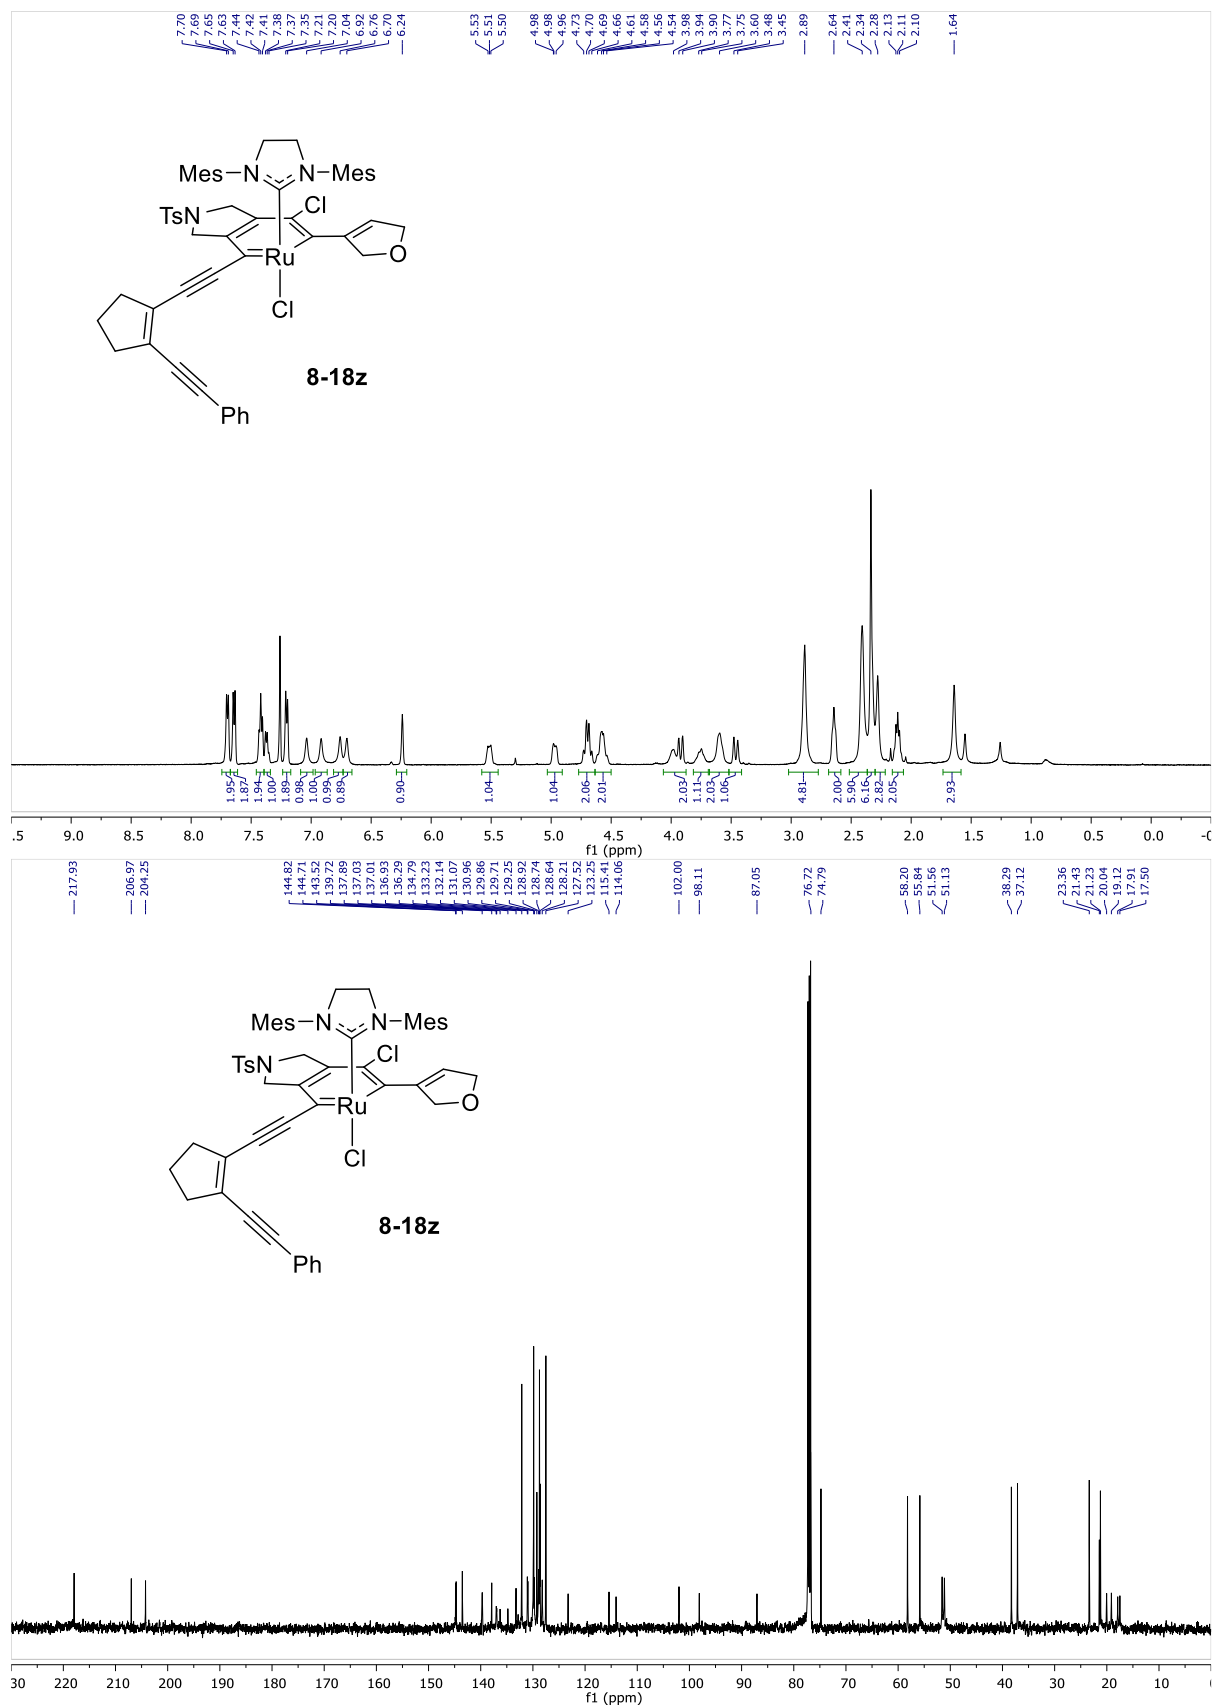 7.70 7.69 7.65 7.63 7.44 7.42 7.41 7.38 7.37 7.35 7.21 7.20 7.04 6.92 6.76 6.70 6.24 5.53 5.51 5.50 4.98 4.98 4.96 4.73 4.70 4.69 4.66 4.61 4.58 4.56 4.54 3.98 3.94 3.90 3.77 3.75 3.60 3.48 3.45 2.89 2.64 2.41 2.34 2.28 2.13 2.11 2.10 1.64
Mes N N Mes
TsN Cl
Ru O
Cl
8-18z
Ph
1.95 1.87 1.94 1.00 1.89 0.98 1.00 0.99 0.89 0.90 1.04 1.04 2.06 2.01 2.03 1.11 2.03 1.06 4.81 2.00 5.90 6.16 2.82 2.05 2.93
.5 9.0 8.5 8.0 7.5 7.0 6.5 6.0 5.5 5.0 4.5 4.0 3.5 3.0 2.5 2.0 1.5 1.0 0.5 0.0 -0
f1 (ppm)
217.93 206.97 204.25 144.82 144.71 143.52 139.72 137.89 137.03 137.01 136.93 136.29 134.79 133.23 132.14 131.07 130.96 129.86 129.71 129.25 128.92 128.74 128.64 128.21 127.52 123.25 115.41 114.06 102.00 98.11 87.05 76.72 74.79 58.20 55.84 51.56 51.13 38.29 37.12 23.36 21.43 21.23 20.04 19.12 17.91 17.50
Mes N N Mes
TsN Cl
Ru O
Cl
8-18z
Ph
30 220 210 200 190 180 170 160 150 140 130 120 110 100 90 80 70 60 50 40 30 20 10 0
f1 (ppm)